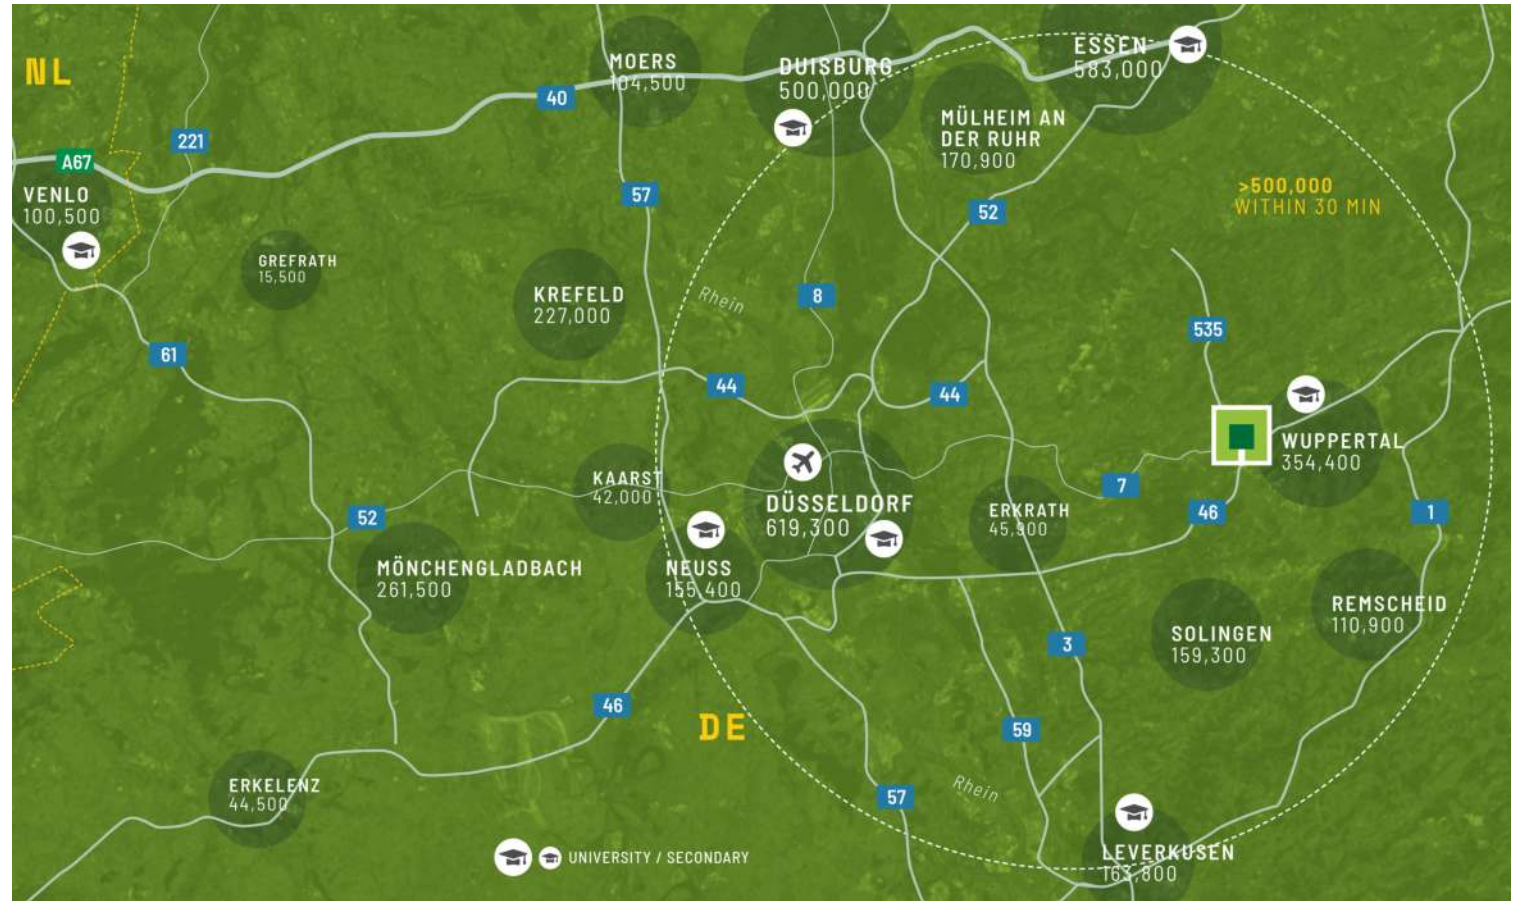 NL
MOERS
104,500
DUISBURG
500,000
ESSEN
583,000
MÜLHEIM AN
DER RUHR
170,900
40
221
A67
VENLO
100,500
57
52
>500,000
WITHIN 30 MIN
GREFRATH
15,500
KREFELD
227,000
Rhein
8
535
61
44
44
WUPPERTAL
354,400
KAARST
42,000
DÜSSELDORF
619,300
7
ERKRATH
45,900
46
1
52
MÖNCHENGLADBACH
261,500
NEUSS
155,400
REMSCHEID
110,900
SOLINGEN
159,300
3
46
DE
59
ERKELENZ
44,500
Rhein
57
UNIVERSITY / SECONDARY
LEVERKUSEN
163,800